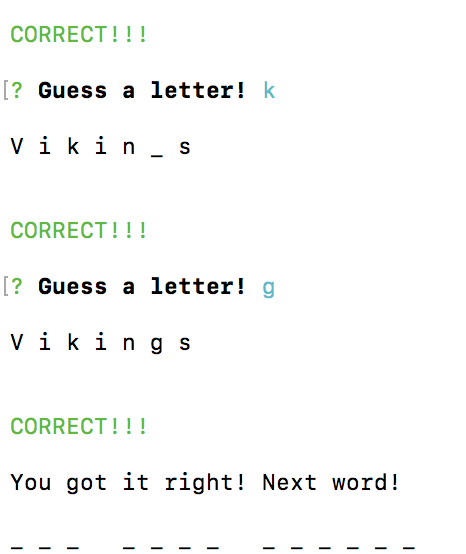 CORRECT!!!
[? Guess a letter! k
V i k i n _ s
CORRECT!!!
[? Guess a letter! g
V i k i n g s
CORRECT!!!
You got it right! Next word!
_ _ _  _ _ _ _  _ _ _ _ _ _